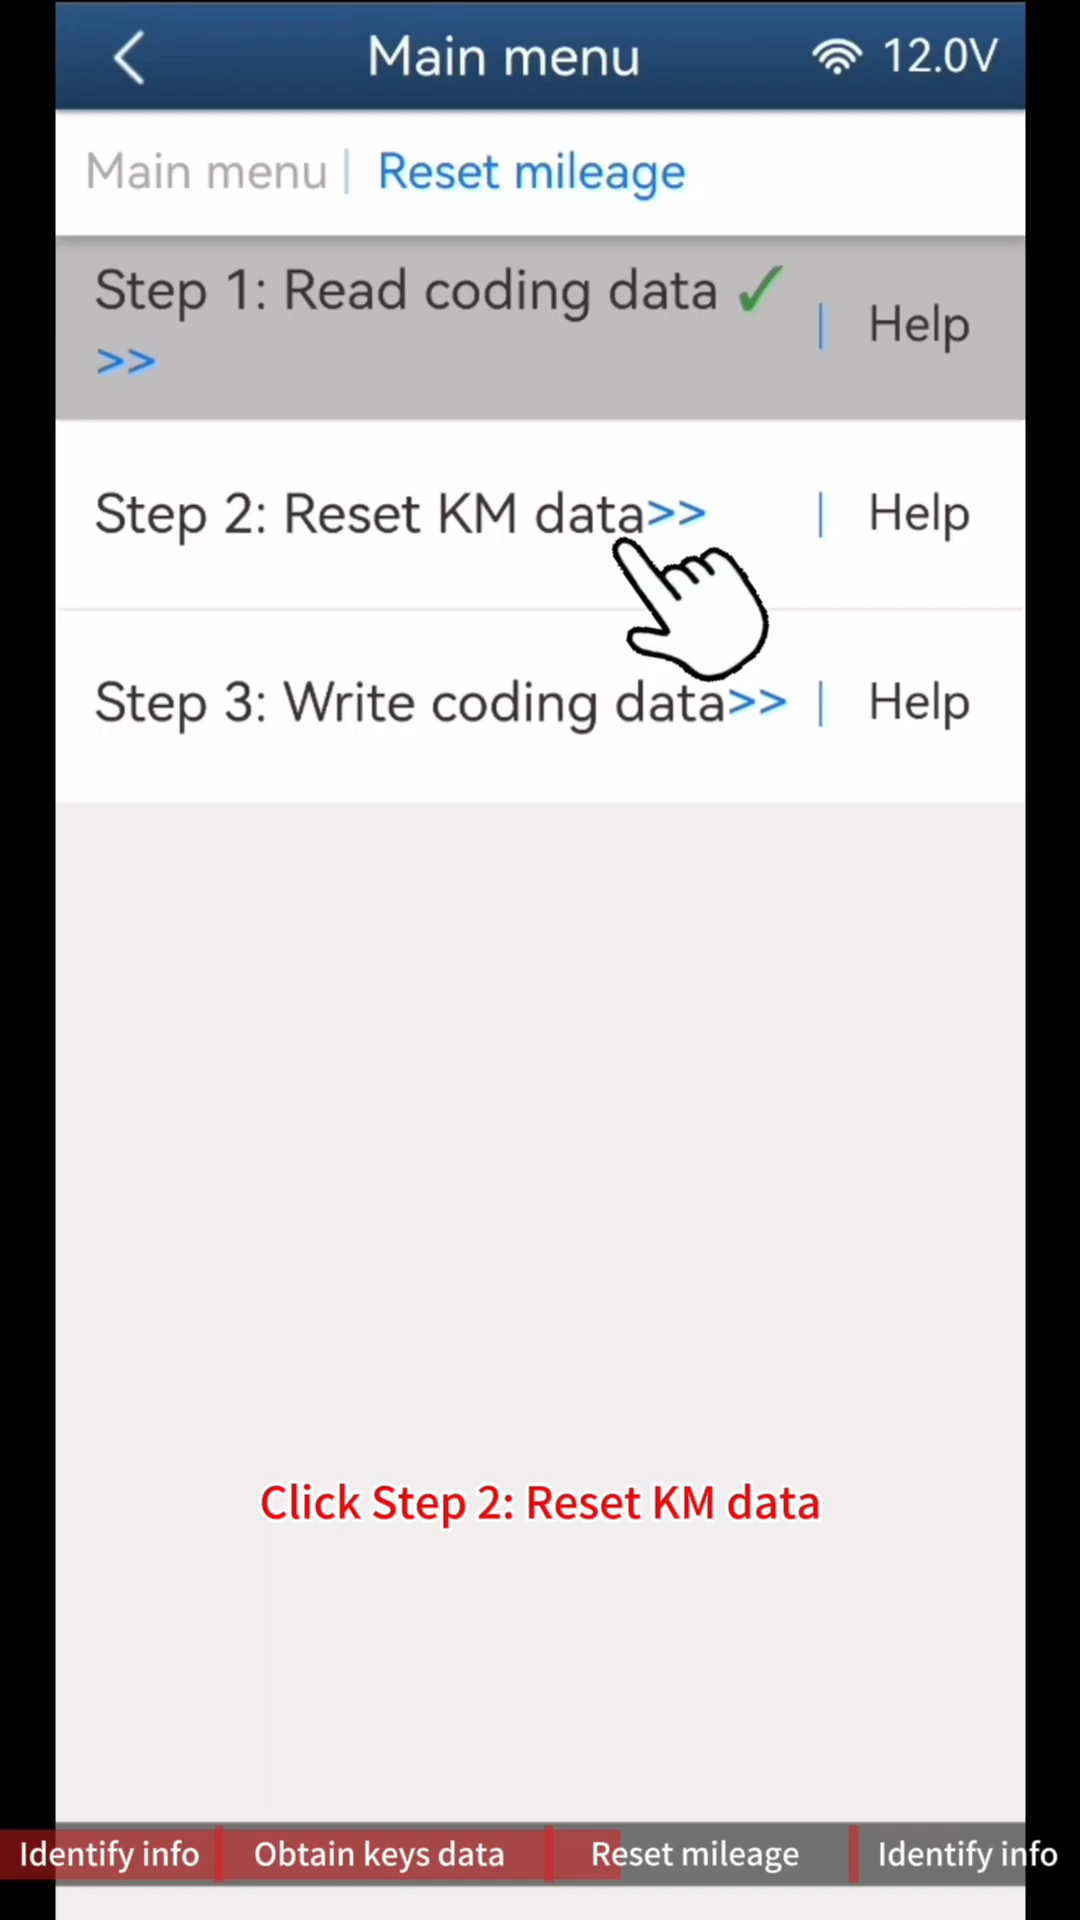 Main menu 12.0V
Main menu | Reset mileage
Step 1: Read coding data ✓
>> | Help
Step 2: Reset KM data>> | Help
Step 3: Write coding data>> | Help
Click Step 2: Reset KM data
Identify info Obtain keys data Reset mileage Identify info